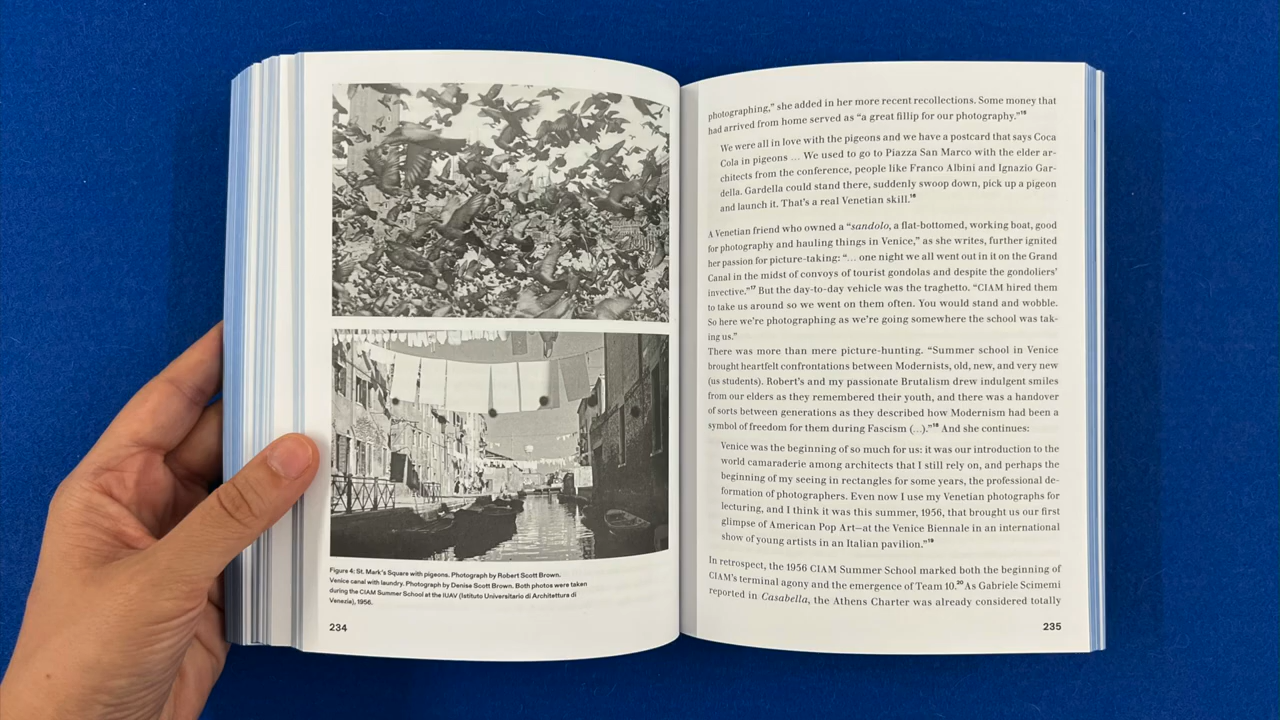 Figure 4: St. Mark's Square with pigeons. Photograph by Robert Scott Brown.
Venice canal with laundry. Photograph by Denise Scott Brown. Both photos were taken
during the CIAM Summer School at the IUAV (Istituto Universitario di Architettura di
Venezia), 1956.
234
photographing,” she added in her more recent recollections. Some money that
had arrived from home served as “a great fillip for our photography.”¹⁵
We were all in love with the pigeons and we have a postcard that says Coca
Cola in pigeons … We used to go to Piazza San Marco with the elder ar-
chitects from the conference, people like Franco Albini and Ignazio Gar-
della. Gardella could stand there, suddenly swoop down, pick up a pigeon
and launch it. That’s a real Venetian skill.¹⁶
A Venetian friend who owned a “sandolo, a flat-bottomed, working boat, good
for photography and hauling things in Venice,” as she writes, further ignited
her passion for picture-taking: “… one night we all went out in it on the Grand
Canal in the midst of convoys of tourist gondolas and despite the gondoliers’
invective.”¹⁷ But the day-to-day vehicle was the traghetto. “CIAM hired them
to take us around so we went on them often. You would stand and wobble.
So here we’re photographing as we’re going somewhere the school was tak-
ing us.”
There was more than mere picture-hunting. “Summer school in Venice
brought heartfelt confrontations between Modernists, old, new, and very new
(us students). Robert’s and my passionate Brutalism drew indulgent smiles
from our elders as they remembered their youth, and there was a handover
of sorts between generations as they described how Modernism had been a
symbol of freedom for them during Fascism (…).”¹⁸ And she continues:
Venice was the beginning of so much for us: it was our introduction to the
world camaraderie among architects that I still rely on, and perhaps the
beginning of my seeing in rectangles for some years, the professional de-
formation of photographers. Even now I use my Venetian photographs for
lecturing, and I think it was this summer, 1956, that brought us our first
glimpse of American Pop Art—at the Venice Biennale in an international
show of young artists in an Italian pavilion.”¹⁹
In retrospect, the 1956 CIAM Summer School marked both the beginning of
CIAM’s terminal agony and the emergence of Team 10.²⁰ As Gabriele Scimemi
reported in Casabella, the Athens Charter was already considered totally
235